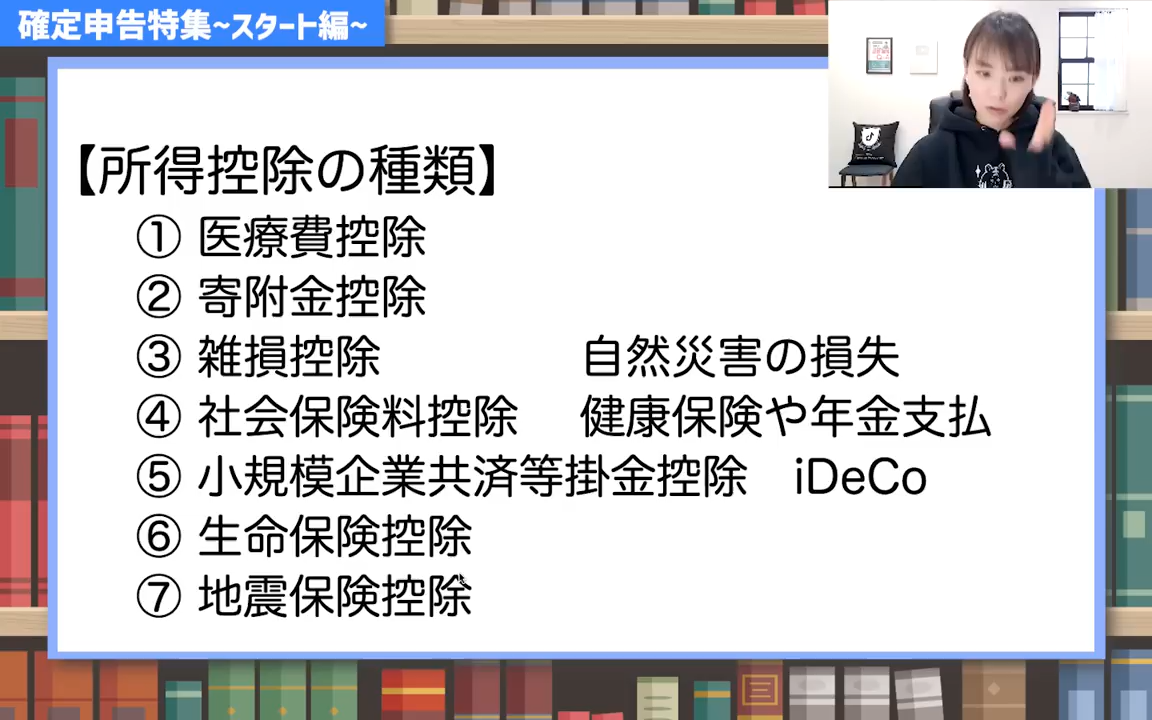 確定申告特集~スタート編~
【所得控除の種類】
① 医療費控除
② 寄附金控除
③ 雑損控除 自然災害の損失
④ 社会保険料控除 健康保険や年金支払
⑤ 小規模企業共済等掛金控除 iDeCo
⑥ 生命保険控除
⑦ 地震保険控除